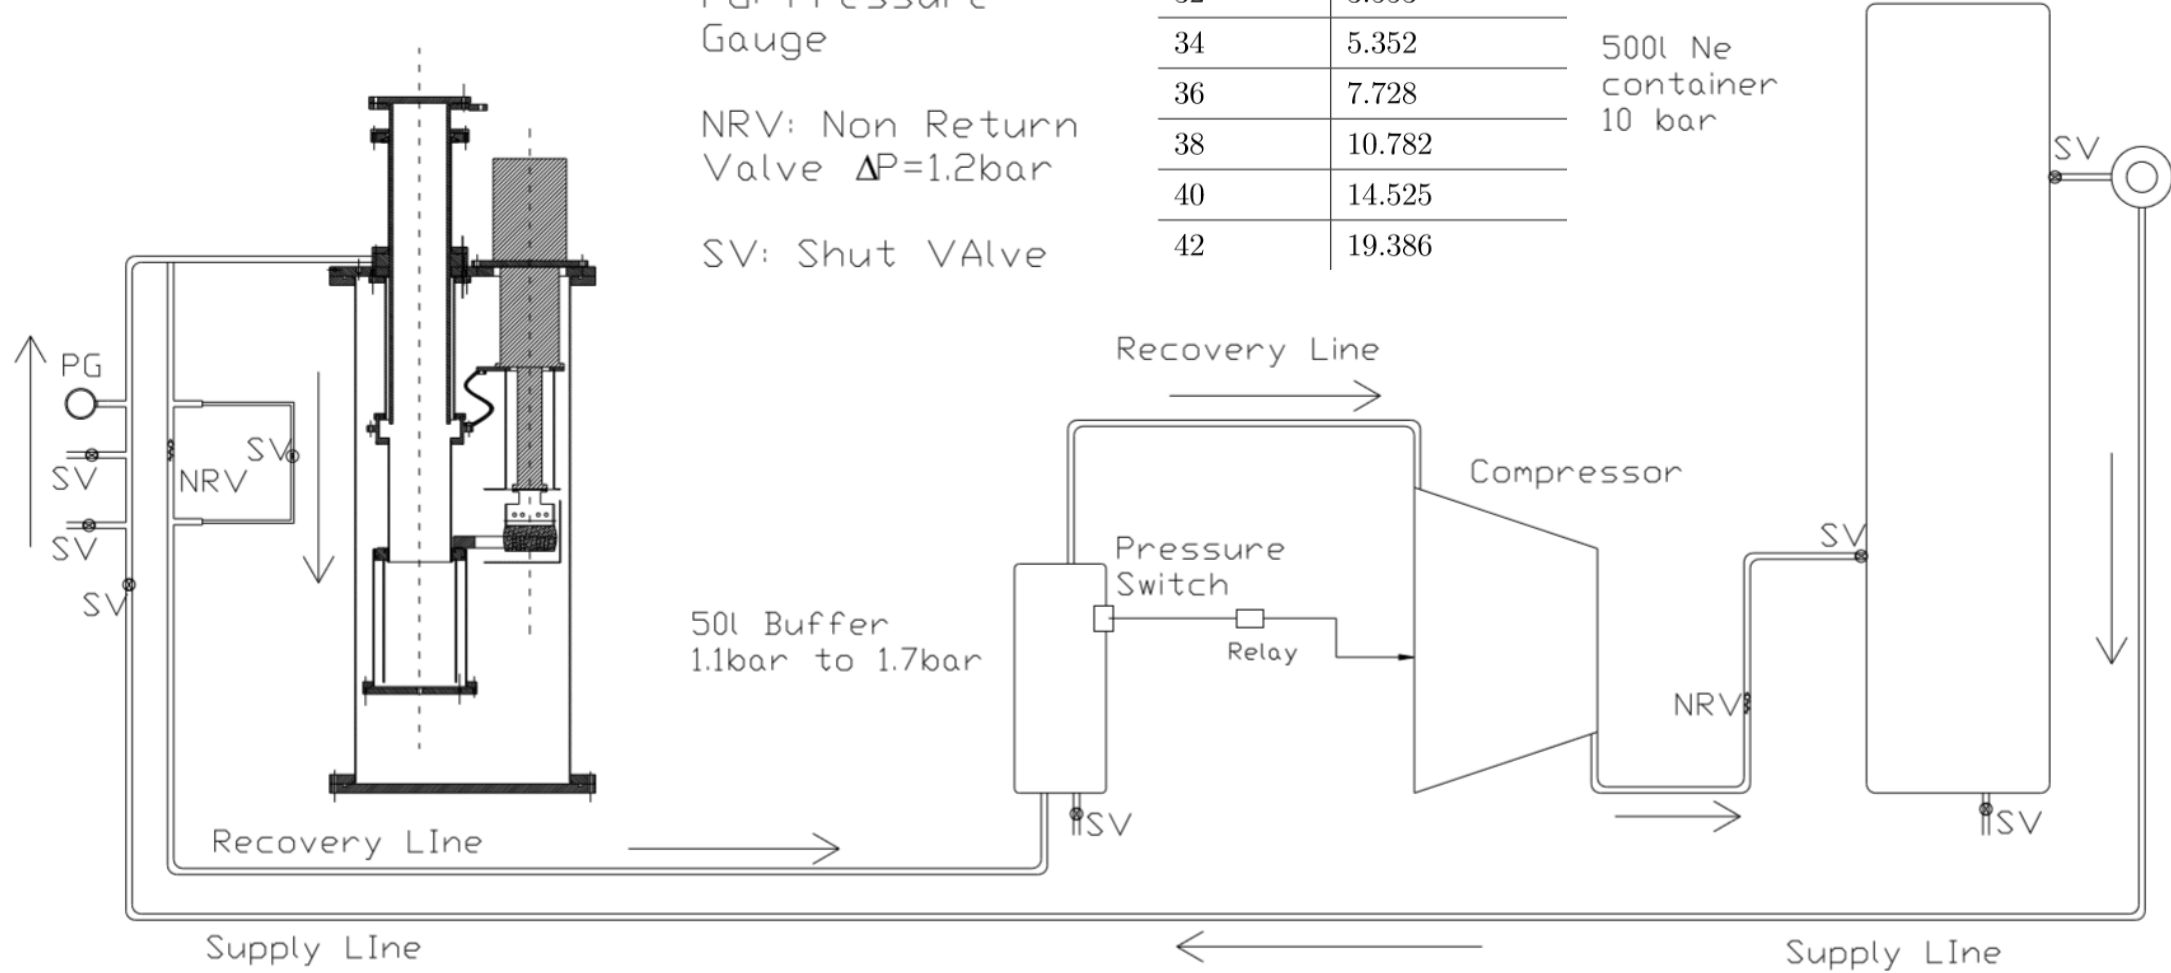 Gauge
NRV: Non Return
Valve ΔP=1.2bar
SV: Shut VAlve
34 5.352
36 7.728
38 10.782
40 14.525
42 19.386
500l Ne
container
10 bar
SV
PG
SV
SV
NRV
SV
SV
Recovery Line
Compressor
SV
Pressure
Switch
Relay
50l Buffer
1.1bar to 1.7bar
NRV
SV
SV
Recovery LIne
Supply LIne
Supply LIne